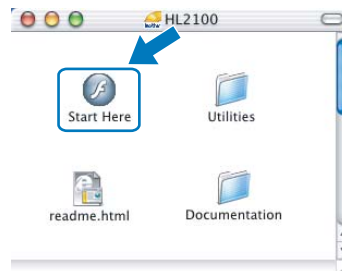 HL2100
Start Here
Utilities
readme.html
Documentation